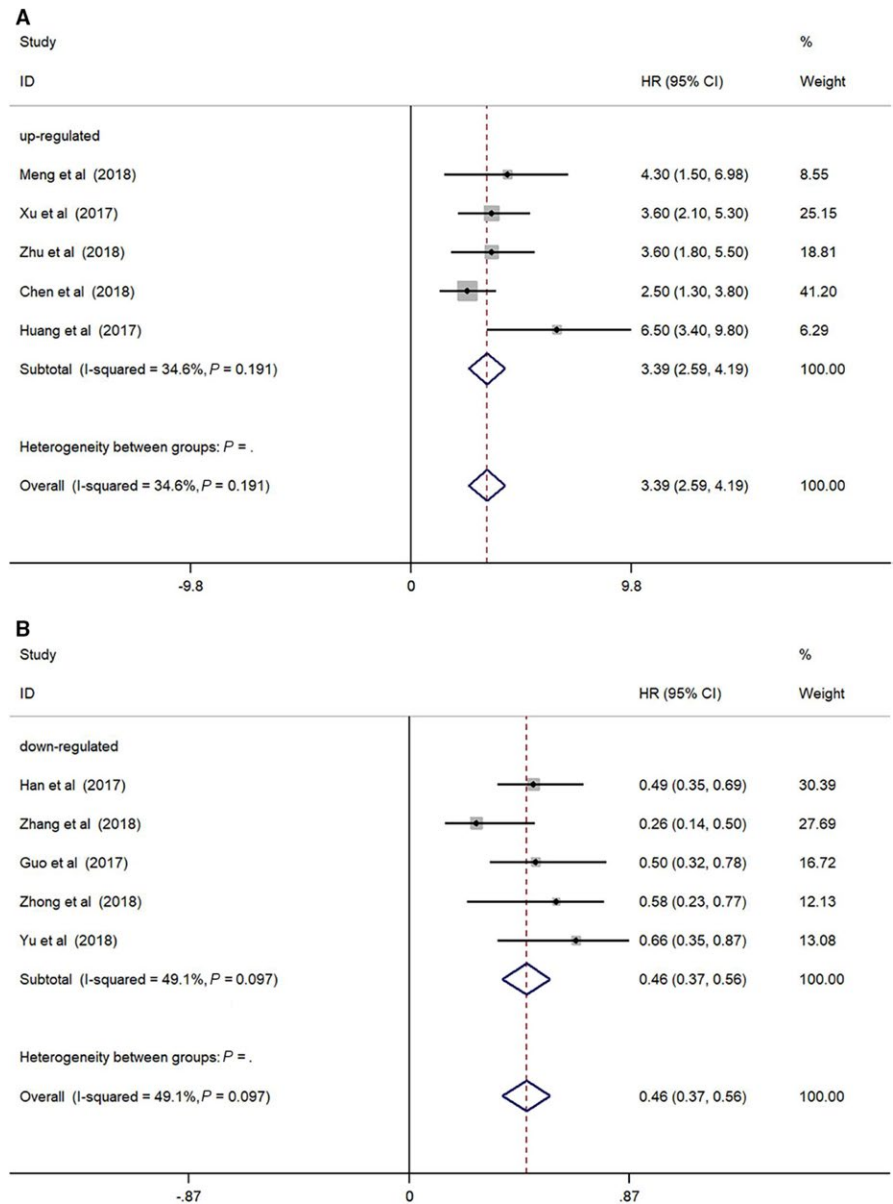 A
Study %
ID HR (95% CI) Weight
up-regulated
Meng et al (2018) 4.30 (1.50, 6.98) 8.55
Xu et al (2017) 3.60 (2.10, 5.30) 25.15
Zhu et al (2018) 3.60 (1.80, 5.50) 18.81
Chen et al (2018) 2.50 (1.30, 3.80) 41.20
Huang et al (2017) 6.50 (3.40, 9.80) 6.29
Subtotal (I-squared = 34.6%, P = 0.191) 3.39 (2.59, 4.19) 100.00
Heterogeneity between groups: P = .
Overall (I-squared = 34.6%, P = 0.191) 3.39 (2.59, 4.19) 100.00
-9.8 0 9.8
B
Study %
ID HR (95% CI) Weight
down-regulated
Han et al (2017) 0.49 (0.35, 0.69) 30.39
Zhang et al (2018) 0.26 (0.14, 0.50) 27.69
Guo et al (2017) 0.50 (0.32, 0.78) 16.72
Zhong et al (2018) 0.58 (0.23, 0.77) 12.13
Yu et al (2018) 0.66 (0.35, 0.87) 13.08
Subtotal (I-squared = 49.1%, P = 0.097) 0.46 (0.37, 0.56) 100.00
Heterogeneity between groups: P = .
Overall (I-squared = 49.1%, P = 0.097) 0.46 (0.37, 0.56) 100.00
-.87 0 .87